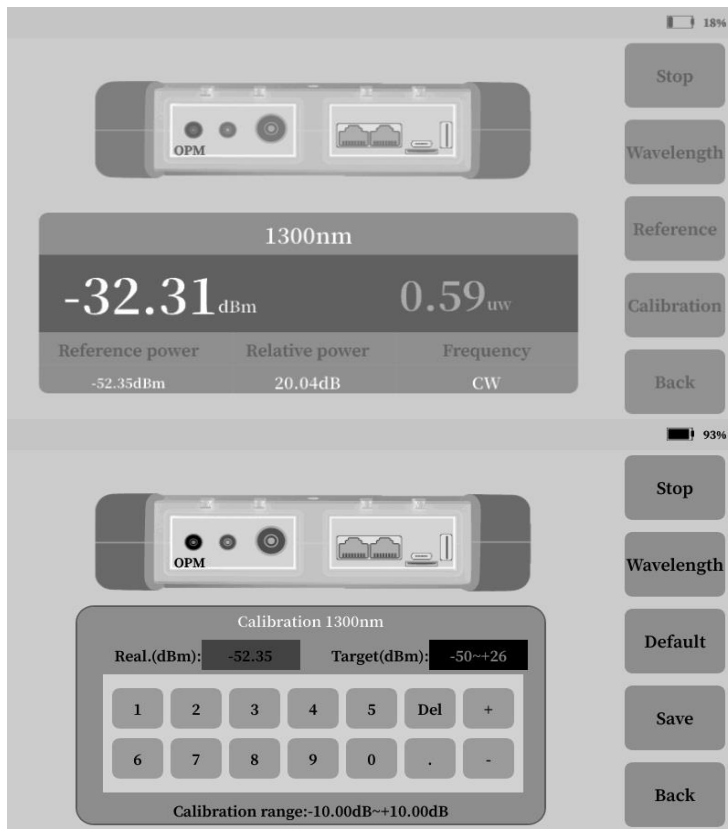 18%
Stop
OPM
Wavelength
1300nm
Reference
-32.31dBm 0.59uw
Calibration
Reference power Relative power Frequency
-52.35dBm 20.04dB CW
Back
93%
Stop
OPM
Wavelength
Calibration 1300nm
Real.(dBm): -52.35 Target(dBm): -50~+26
Default
1 2 3 4 5 Del +
Save
6 7 8 9 0 . -
Back
Calibration range:-10.00dB~+10.00dB